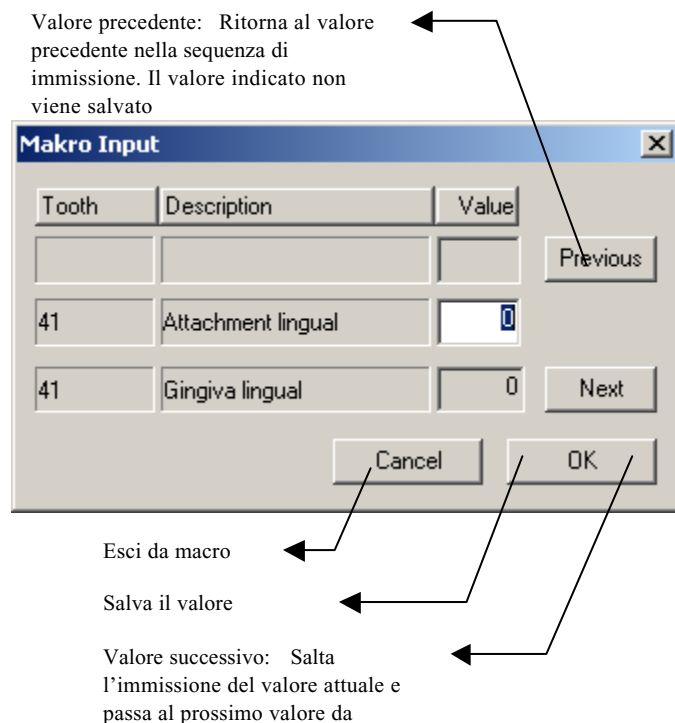 Valore precedente: Ritorna al valore
precedente nella sequenza di
immissione. Il valore indicato non
viene salvato
Makro Input
Tooth Description Value
Previous
41 Attachment lingual 0
41 Gingiva lingual 0 Next
Cancel OK
Esci da macro
Salva il valore
Valore successivo: Salta
l’immissione del valore attuale e
passa al prossimo valore da